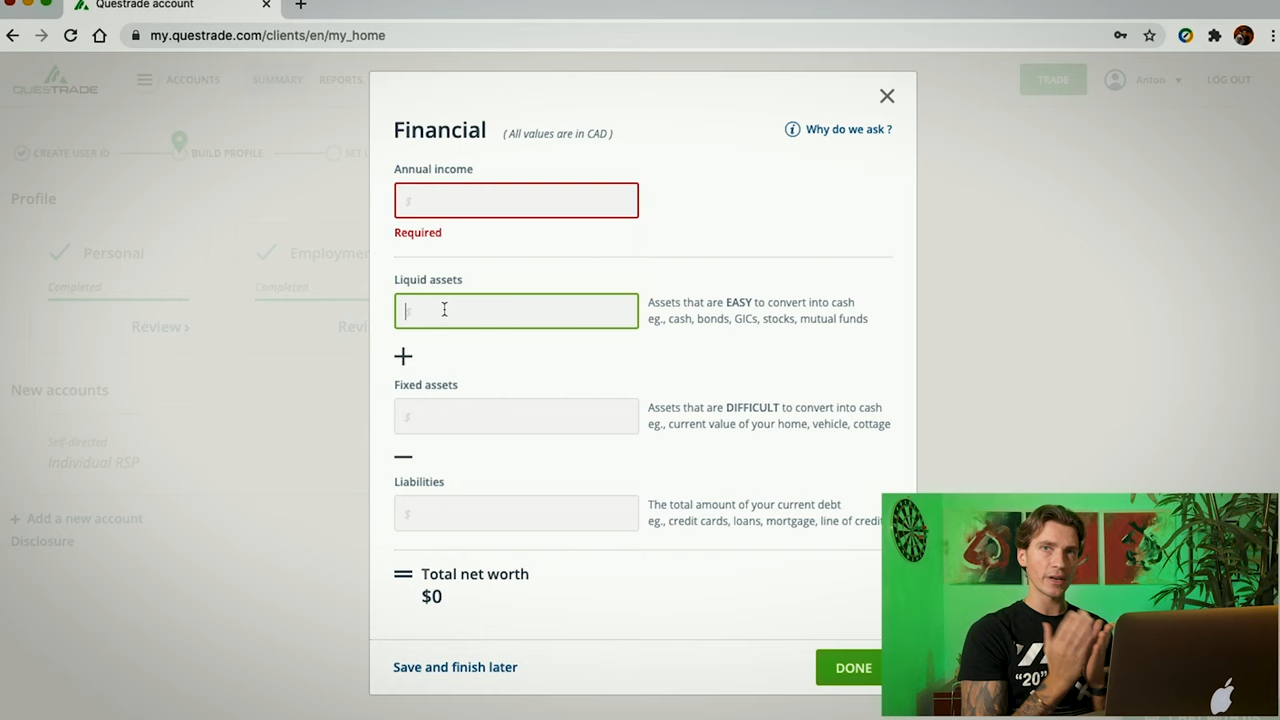 Questrade account
my.questrade.com/clients/en/my_home
QUESTRADE
ACCOUNTS
SUMMARY
REPORTS
TRADE
Anton
LOG OUT
CREATE USER ID
BUILD PROFILE
Profile
Personal
Completed
Review >
Completed
New accounts
Self-directed
Individual RSP
+ Add a new account
Disclosure
Financial (All values are in CAD)
Why do we ask ?
Annual income
$
Required
Liquid assets
$
Assets that are EASY to convert into cash
eg., cash, bonds, GICs, stocks, mutual funds
+
Fixed assets
$
Assets that are DIFFICULT to convert into cash
eg., current value of your home, vehicle, cottage
−
Liabilities
$
The total amount of your current debt
eg., credit cards, loans, mortgage, line of credit
= Total net worth
$0
Save and finish later
DONE
"20"